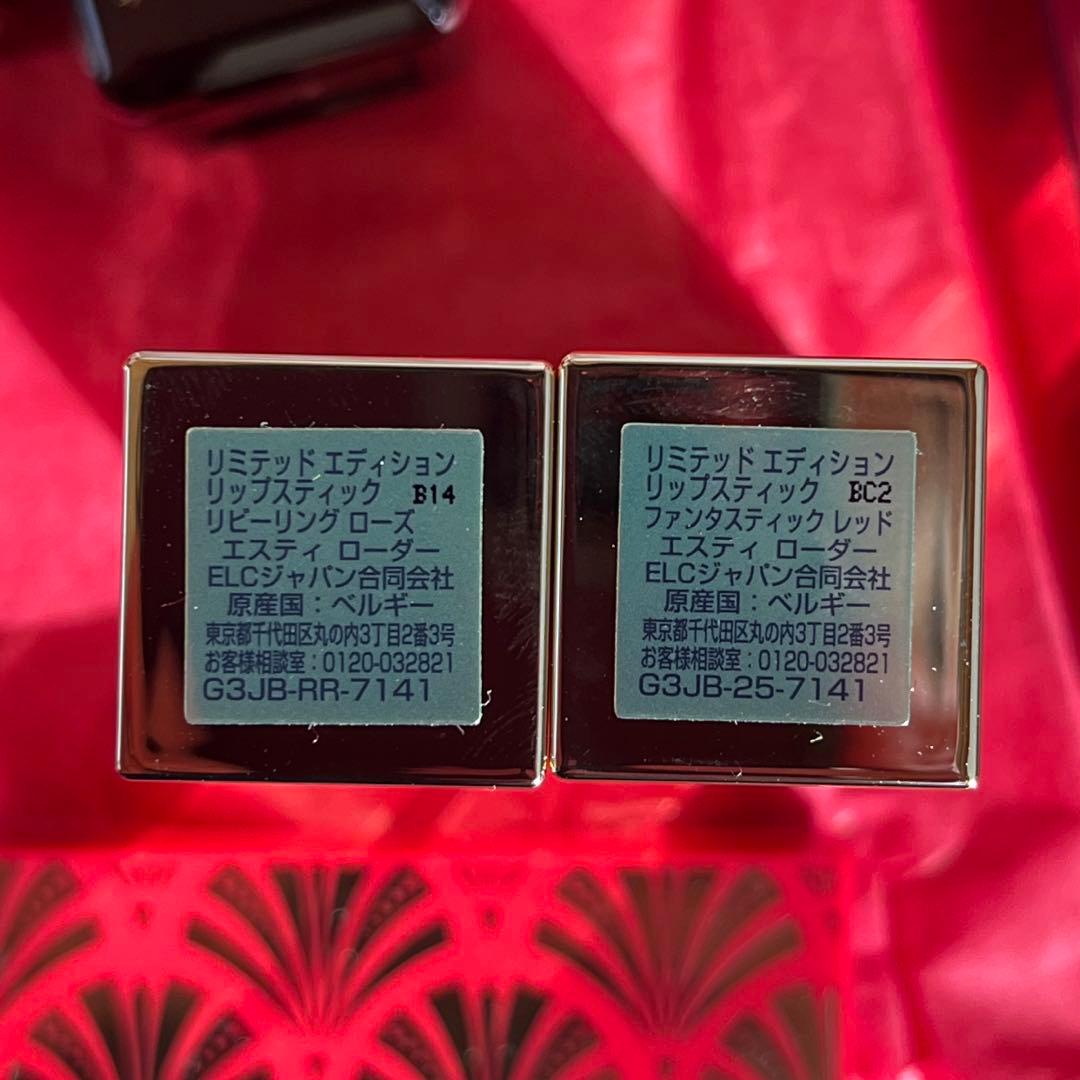 リミテッド エディション
リップスティック B14
リビーリング ローズ
エスティ ローダー
ELCジャパン合同会社
原産国：ベルギー
東京都千代田区丸の内3丁目2番3号
お客様相談室：0120-032821
G3JB-RR-7141
リミテッド エディション
リップスティック BC2
ファンタスティック レッド
エスティ ローダー
ELCジャパン合同会社
原産国：ベルギー
東京都千代田区丸の内3丁目2番3号
お客様相談室：0120-032821
G3JB-25-7141